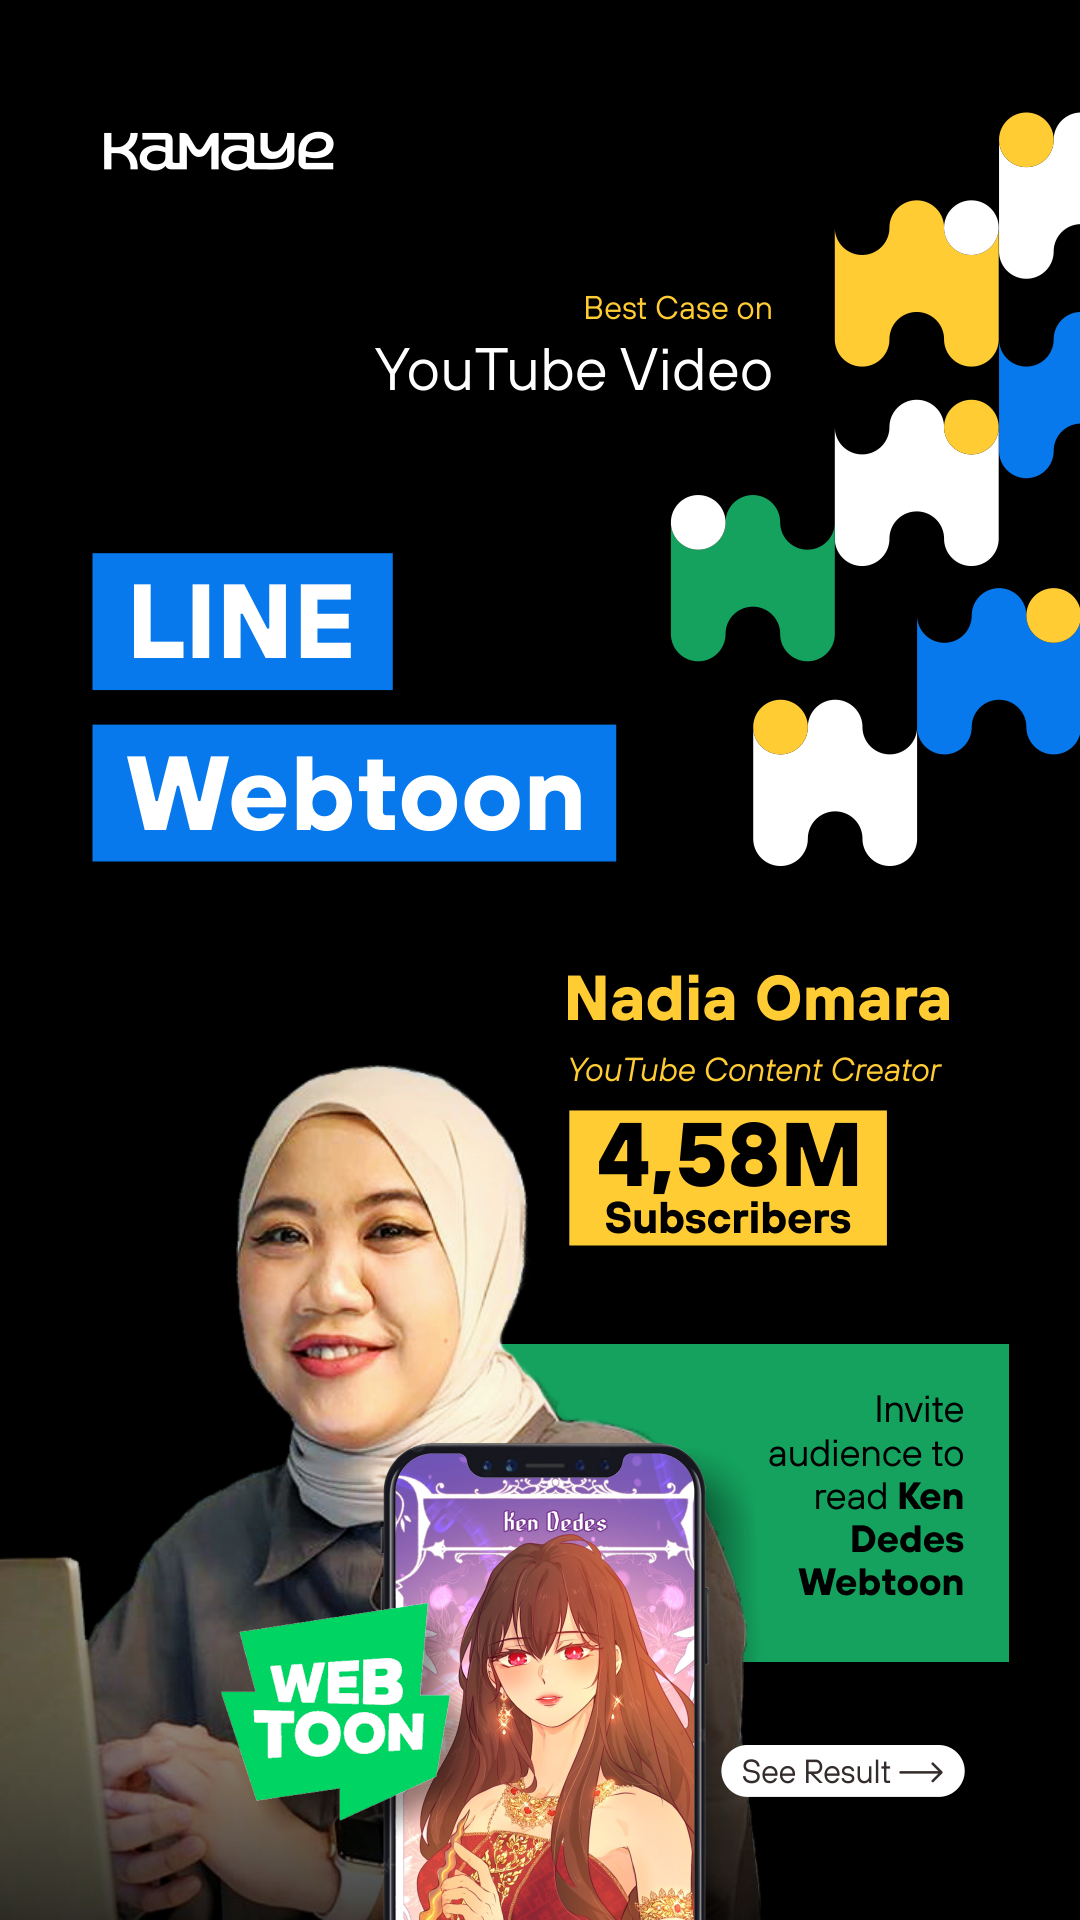 Kamaye
Best Case on
YouTube Video
LINE
Webtoon
Nadia Omara
YouTube Content Creator
4,58M
Subscribers
Invite
audience to
read Ken
Dedes
Webtoon
Ken Dedes
WEB
TOON
See Result →